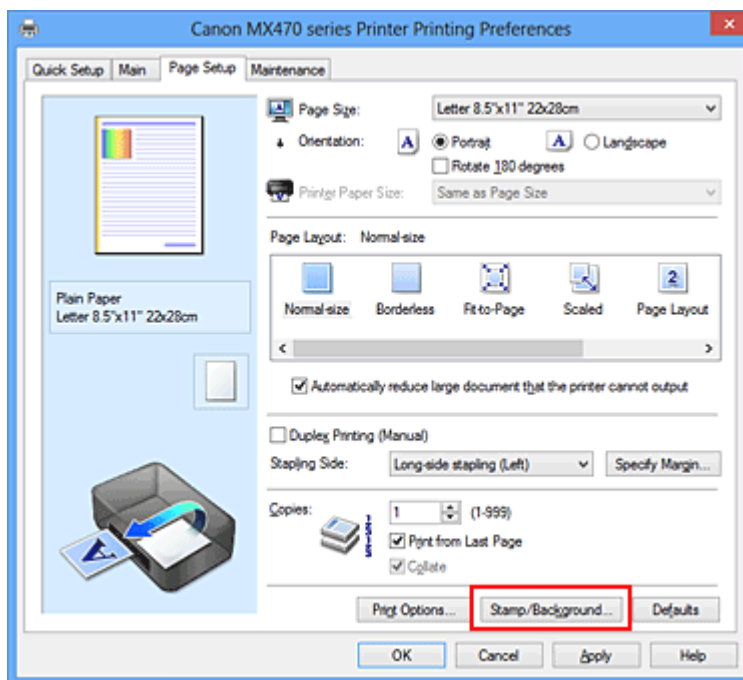 Canon MX470 series Printer Printing Preferences
Quick Setup Main Page Setup Maintenance
Page Size: Letter 8.5"x11" 22x28cm
Orientation: A Portrait A Landscape
Rotate 180 degrees
Printer Paper Size: Same as Page Size
Page Layout: Normal-size
2
Normal-size Borderless Fit-to-Page Scaled Page Layout
Plain Paper
Letter 8.5"x11" 22x28cm
Automatically reduce large document that the printer cannot output
Duplex Printing (Manual)
Stapling Side: Long-side stapling (Left) Specify Margin...
Copies: 1 (1-999)
Print from Last Page
Collate
A
Print Options... Stamp/Background... Defaults
OK Cancel Apply Help